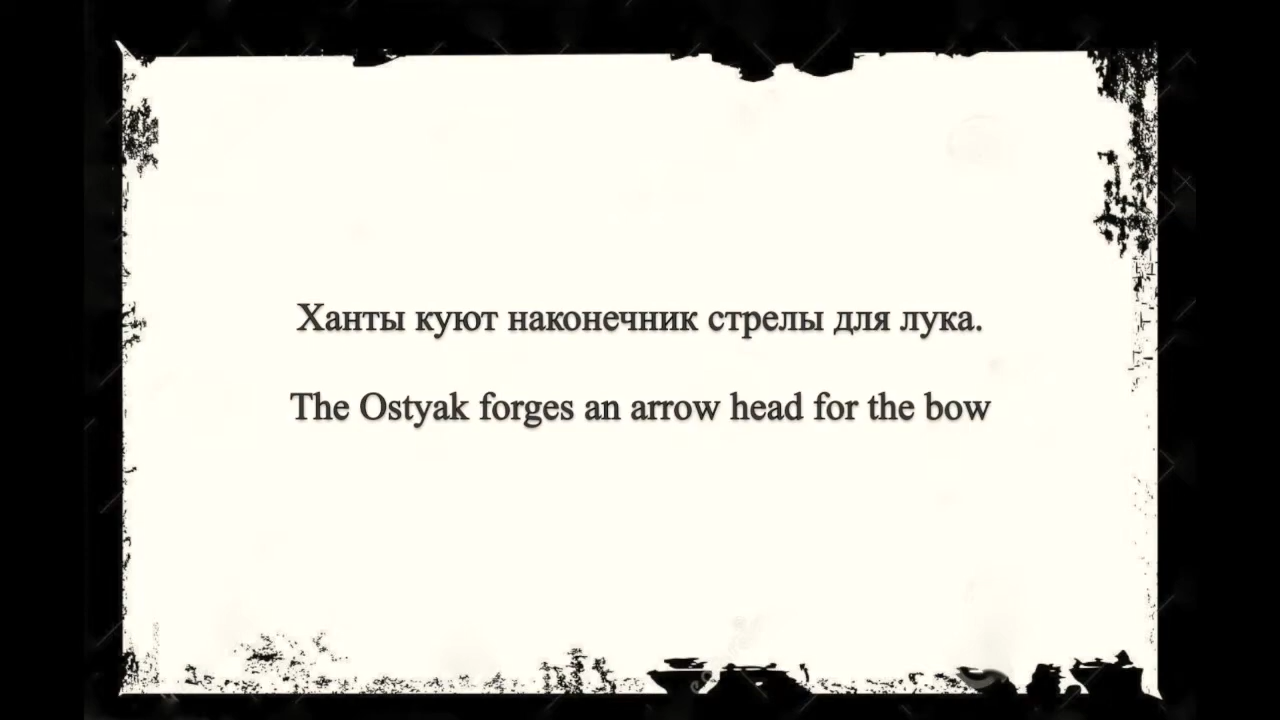 Ханты куют наконечник стрелы для лука.
The Ostyak forges an arrow head for the bow